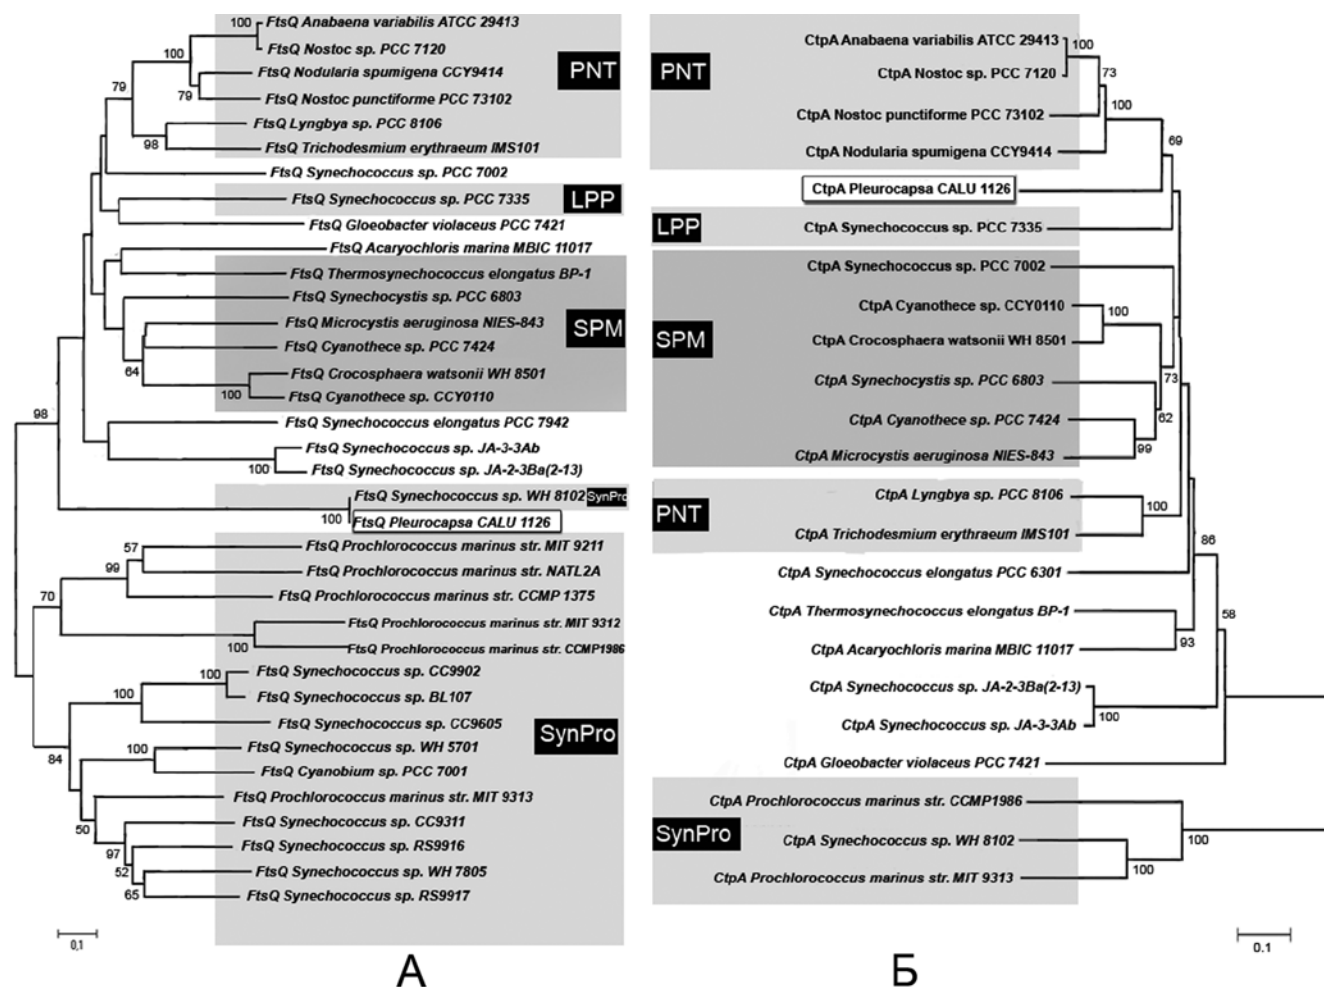 100
FtsQ Anabaena variabilis ATCC 29413
100
FtsQ Nostoc sp. PCC 7120
FtsQ Nodularia spumigena CCY9414
PNT
79
79
FtsQ Nostoc punctiforme PCC 73102
FtsQ Lyngbya sp. PCC 8106
98
FtsQ Trichodesmium erythraeum IMS101
FtsQ Synechococcus sp. PCC 7002
FtsQ Synechococcus sp. PCC 7335
LPP
FtsQ Gloeobacter violaceus PCC 7421
FtsQ Acaryochloris marina MBIC 11017
FtsQ Thermosynechococcus elongatus BP-1
FtsQ Synechocystis sp. PCC 6803
FtsQ Microcystis aeruginosa NIES-843
SPM
FtsQ Cyanothece sp. PCC 7424
64
FtsQ Crocosphaera watsonii WH 8501
100
FtsQ Cyanothece sp. CCY0110
98
FtsQ Synechococcus elongatus PCC 7942
FtsQ Synechococcus sp. JA-3-3Ab
100
FtsQ Synechococcus sp. JA-2-3Ba(2-13)
FtsQ Synechococcus sp. WH 8102
SynPro
100
FtsQ Pleurocapsa CALU 1126
57
FtsQ Prochlorococcus marinus str. MIT 9211
99
FtsQ Prochlorococcus marinus str. NATL2A
70
FtsQ Prochlorococcus marinus str. CCMP 1375
FtsQ Prochlorococcus marinus str. MIT 9312
100
FtsQ Prochlorococcus marinus str. CCMP1986
100
FtsQ Synechococcus sp. CC9902
100
FtsQ Synechococcus sp. BL107
FtsQ Synechococcus sp. CC9605
SynPro
84
100
FtsQ Synechococcus sp. WH 5701
FtsQ Cyanobium sp. PCC 7001
FtsQ Prochlorococcus marinus str. MIT 9313
50
FtsQ Synechococcus sp. CC9311
97
FtsQ Synechococcus sp. RS9916
52
FtsQ Synechococcus sp. WH 7805
65
FtsQ Synechococcus sp. RS9917
0,1
А
CtpA Anabaena variabilis ATCC 29413
100
PNT
CtpA Nostoc sp. PCC 7120
73
CtpA Nostoc punctiforme PCC 73102
100
CtpA Nodularia spumigena CCY9414
69
CtpA Pleurocapsa CALU 1126
LPP
CtpA Synechococcus sp. PCC 7335
CtpA Synechococcus sp. PCC 7002
CtpA Cyanothece sp. CCY0110
100
SPM
CtpA Crocosphaera watsonii WH 8501
73
CtpA Synechocystis sp. PCC 6803
CtpA Cyanothece sp. PCC 7424
62
99
CtpA Microcystis aeruginosa NIES-843
CtpA Lyngbya sp. PCC 8106
100
PNT
CtpA Trichodesmium erythraeum IMS101
86
CtpA Synechococcus elongatus PCC 6301
CtpA Thermosynechococcus elongatus BP-1
58
93
CtpA Acaryochloris marina MBIC 11017
CtpA Synechococcus sp. JA-2-3Ba(2-13)
100
CtpA Synechococcus sp. JA-3-3Ab
CtpA Gloeobacter violaceus PCC 7421
CtpA Prochlorococcus marinus str. CCMP1986
SynPro
CtpA Synechococcus sp. WH 8102
100
100
CtpA Prochlorococcus marinus str. MIT 9313
0.1
Б